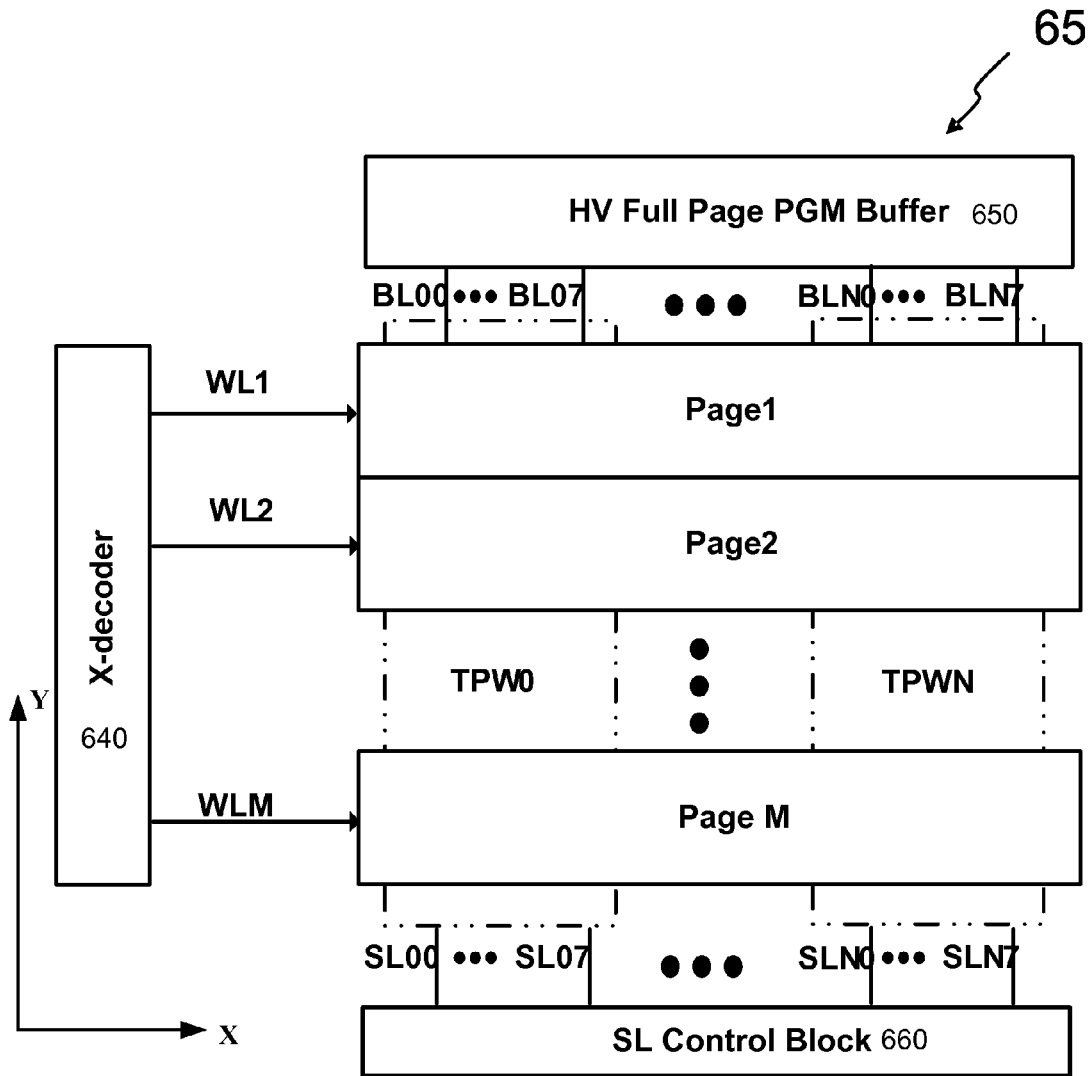 65
HV Full Page PGM Buffer 650
BL00 ••• BL07 ••• BLN0 ••• BLN7
WL1
Page1
WL2
Page2
X-decoder
640
TPW0
TPWN
Y
WLM
Page M
SL00 ••• SL07 ••• SLN0 ••• SLN7
X
SL Control Block 660